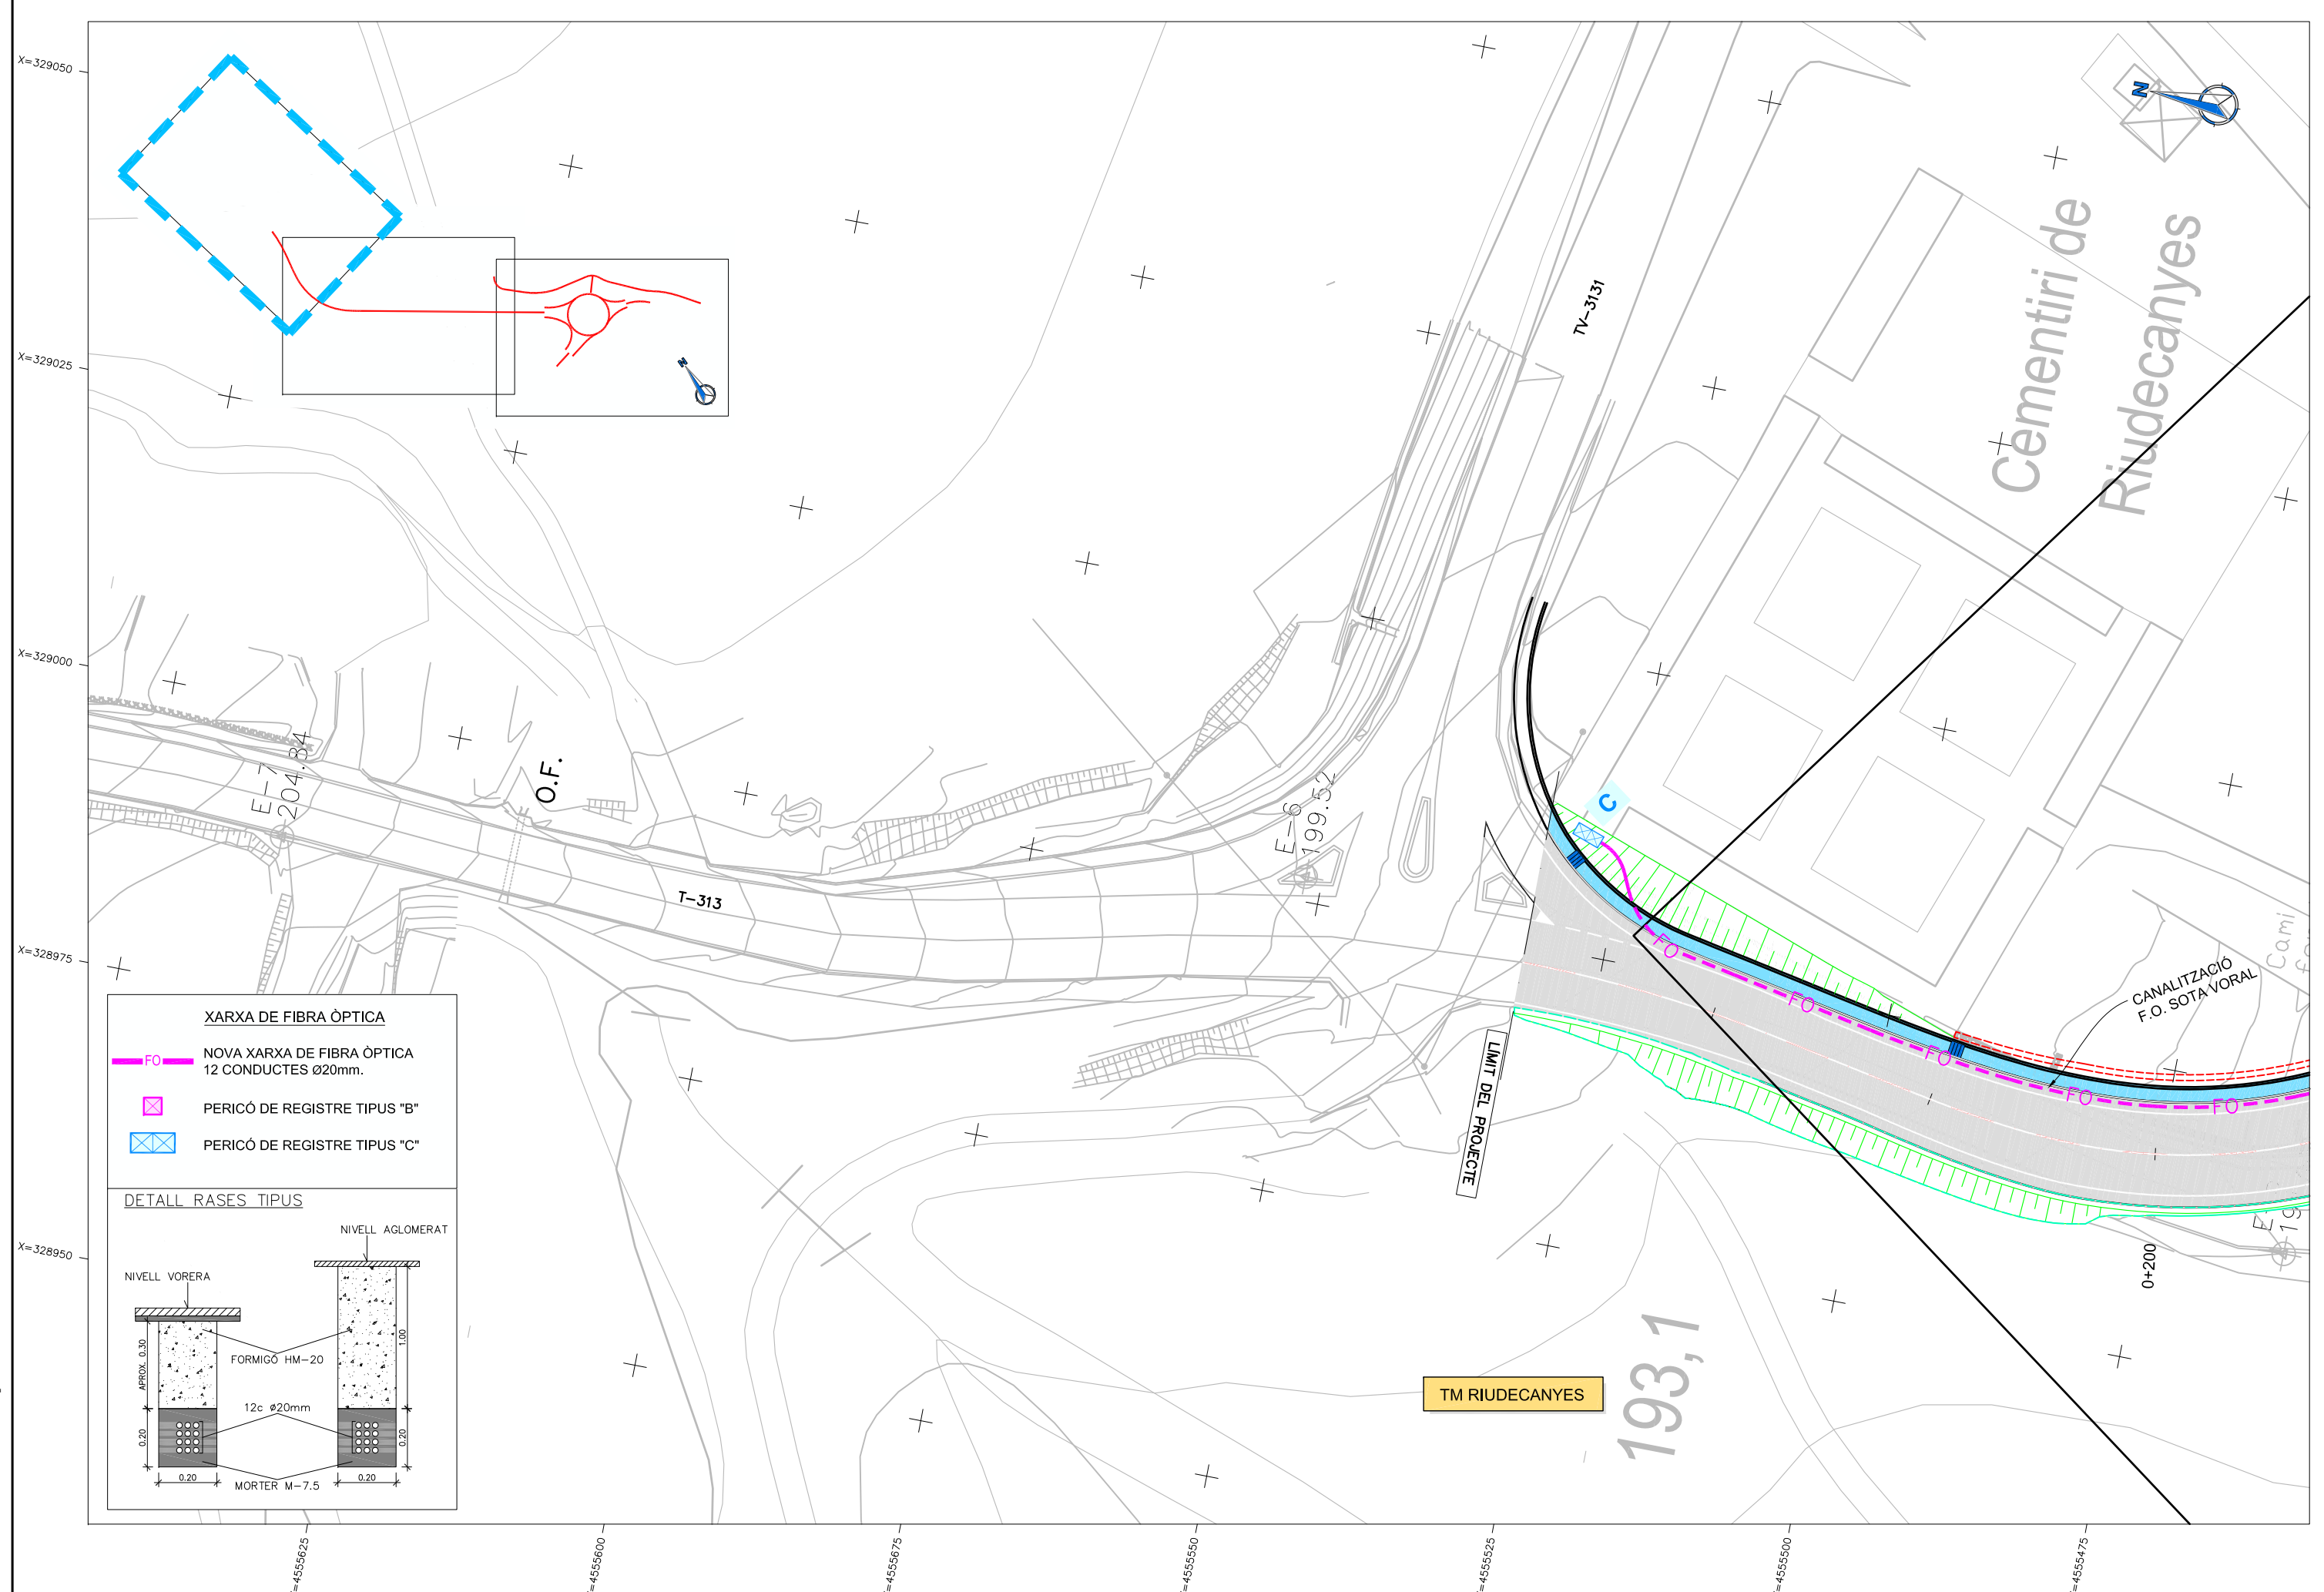 X=329050
X=329025
X=329000
X=328975
X=328950
N
N
TV-3131
Cementiri de
Riudecanyes
E-7
204.34
O.F.
T-313
E-6
199.52
C
FO
FO
FO
FO
FO
CANALITZACIÓ
F.O. SOTA VORAL
Cami
LÍMIT DEL PROJECTE
0+200
193,1
TM RIUDECANYES
XARXA DE FIBRA ÒPTICA
FO
NOVA XARXA DE FIBRA ÒPTICA
12 CONDUCTES Ø20mm.
PERICÓ DE REGISTRE TIPUS "B"
PERICÓ DE REGISTRE TIPUS "C"
DETALL RASES TIPUS
NIVELL AGLOMERAT
NIVELL VORERA
APROX. 0.30
1.00
FORMIGÓ HM-20
12c Ø20mm
0.20
0.20
0.20
0.20
MORTER M-7.5
=455625
=455600
=455675
=455550
=455525
=455500
=455475